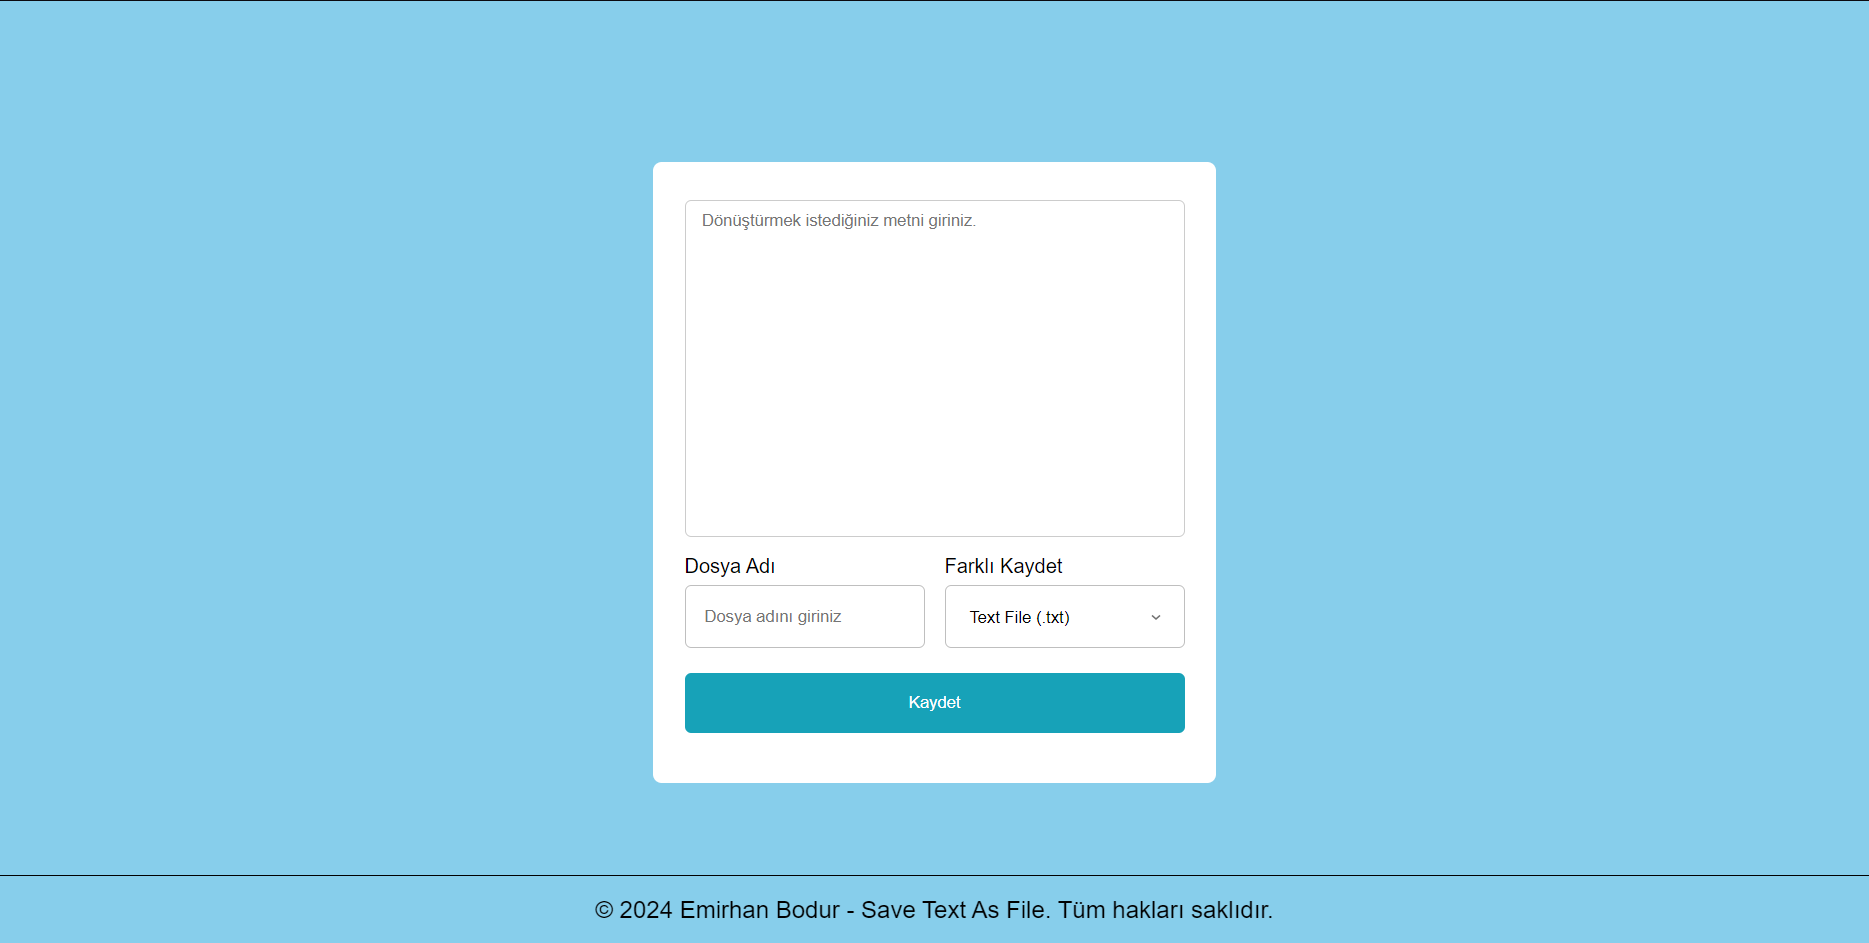 Dönüştürmek istediğiniz metni giriniz.
Dosya Adı
Farklı Kaydet
Dosya adını giriniz
Text File (.txt)
Kaydet
© 2024 Emirhan Bodur - Save Text As File. Tüm hakları saklıdır.